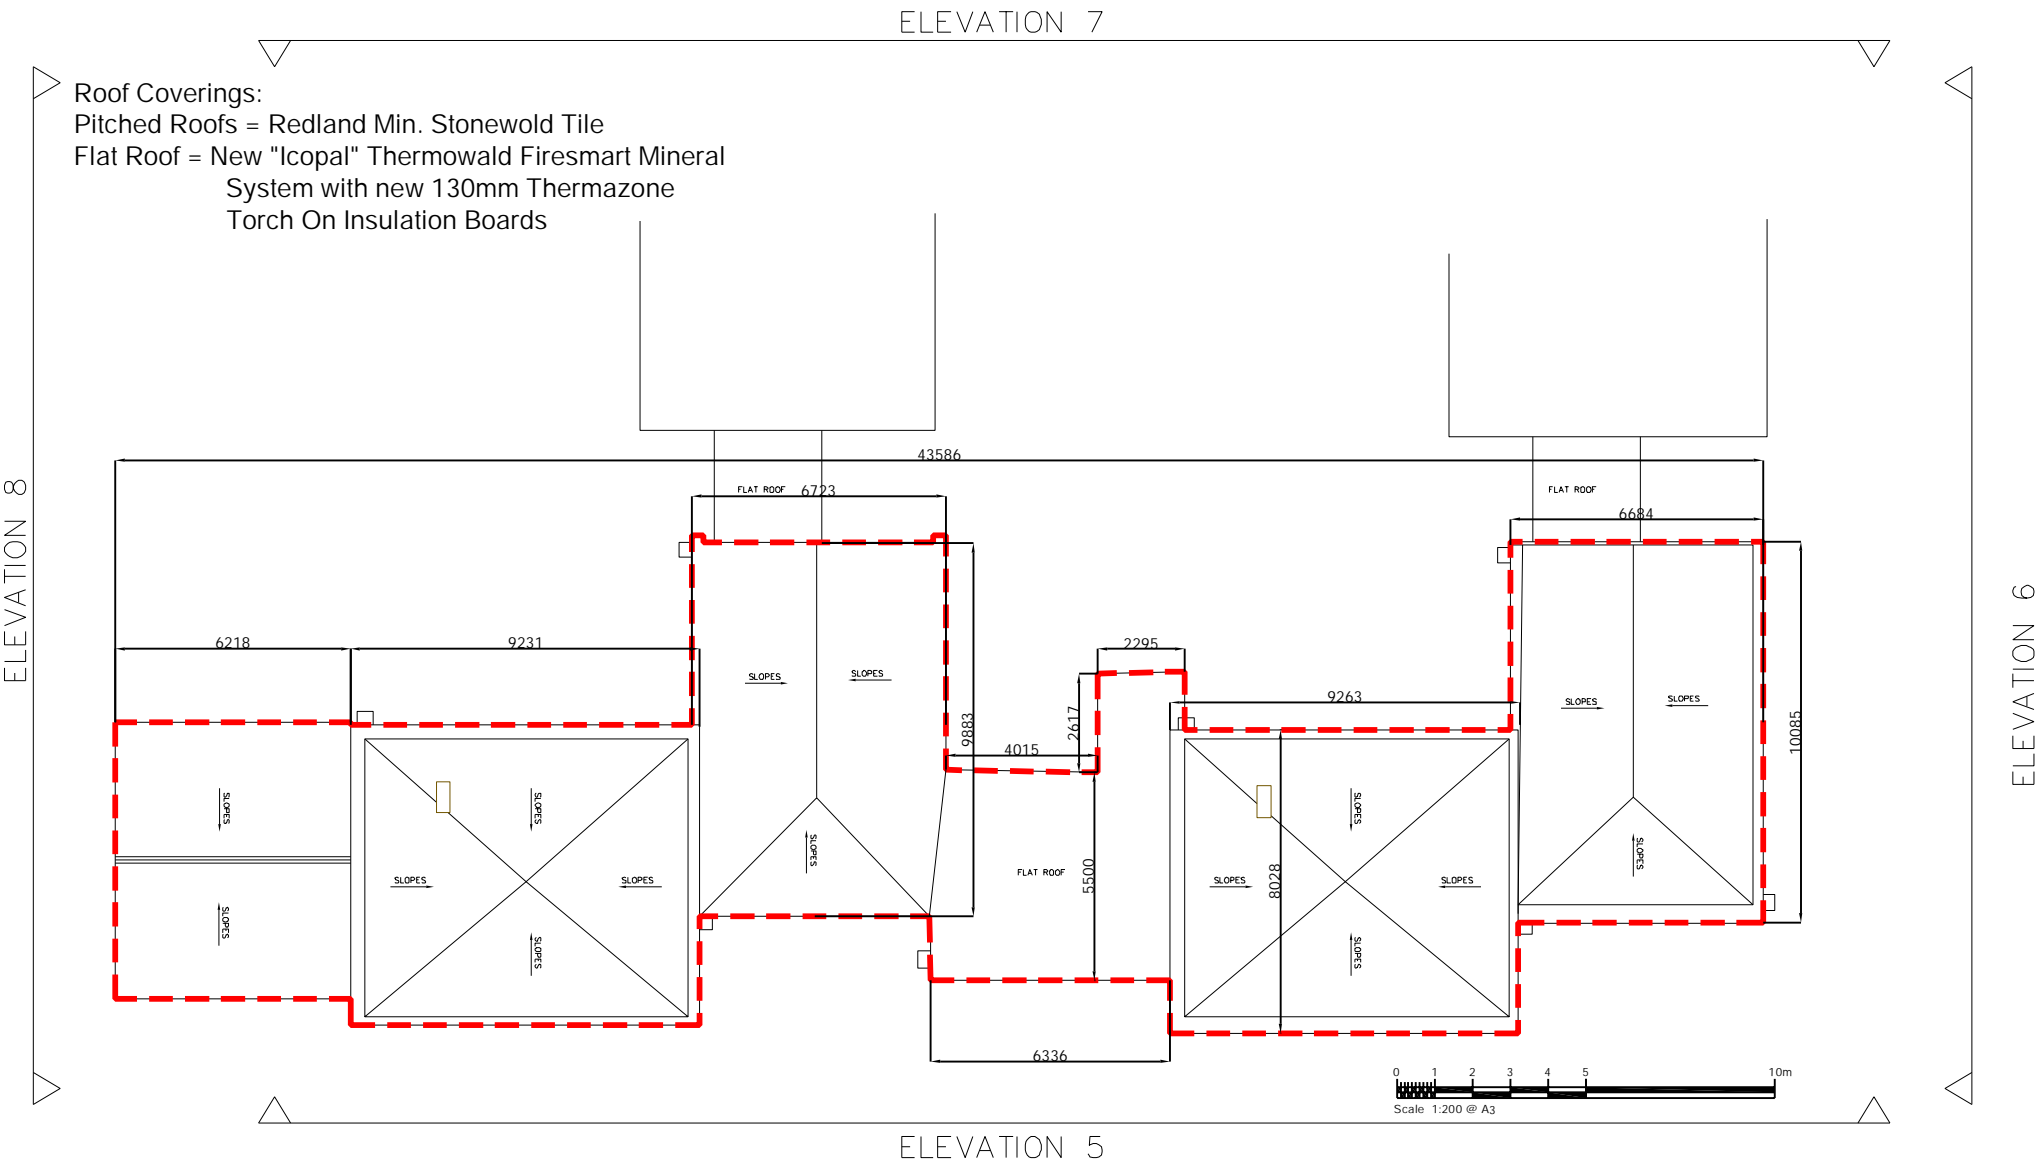 ELEVATION 7
Roof Coverings:
Pitched Roofs = Redland Min. Stonewold Tile
Flat Roof = New "Icopal" Thermowald Firesmart Mineral
System with new 130mm Thermazone
Torch On Insulation Boards
ELEVATION 8
ELEVATION 6
43586
FLAT ROOF
6723
FLAT ROOF
6684
6218
9231
2295
9263
SLOPES
SLOPES
SLOPES
SLOPES
9883
2617
4015
10085
SLOPES
SLOPES
SLOPES
SLOPES
SLOPES
SLOPES
SLOPES
FLAT ROOF
5500
SLOPES
8028
SLOPES
SLOPES
SLOPES
SLOPES
SLOPES
6336
0 1 2 3 4 5 10m
Scale 1:200 @ A3
ELEVATION 5